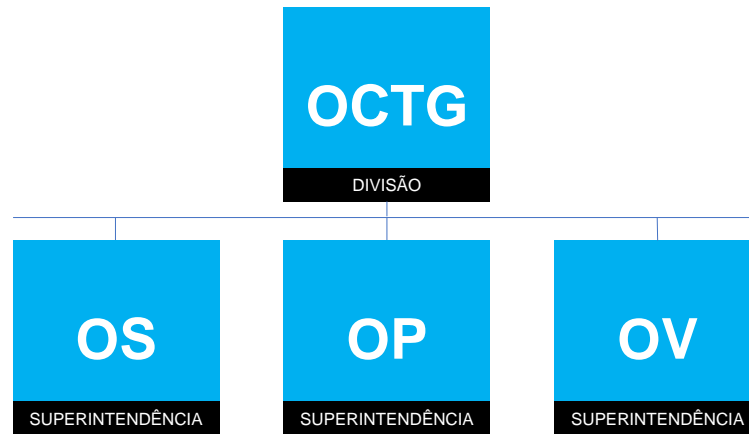 OCTG
DIVISÃO
OS
OP
OV
SUPERINTENDÊNCIA
SUPERINTENDÊNCIA
SUPERINTENDÊNCIA